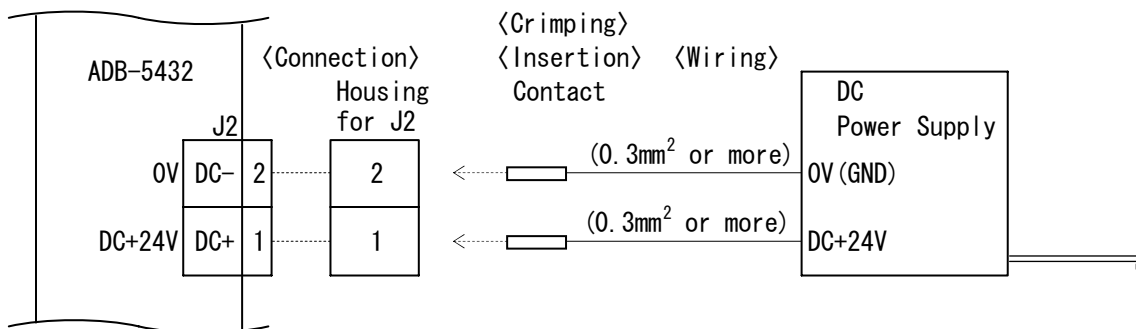 〈Crimping〉
ADB-5432
〈Connection〉
〈Insertion〉
〈Wiring〉
Housing
for J2
Contact
DC
Power Supply
J2
0V
DC-
2
2
(0.3mm² or more)
0V(GND)
DC+24V
DC+
1
1
(0.3mm² or more)
DC+24V